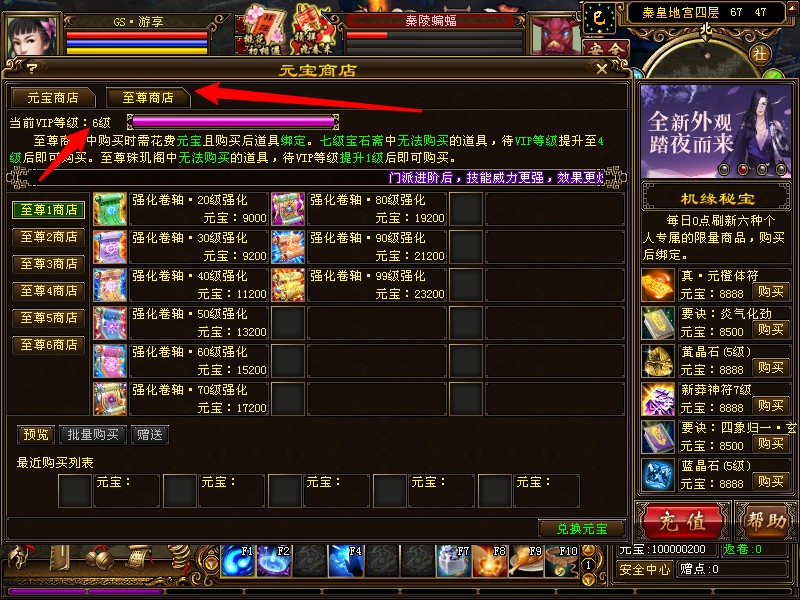 GS·游享
秦陵蝙蝠
安全
秦皇地宫四层 67 47
北
社
?
元宝商店
元宝商店
至尊商店
当前VIP等级：6级
至尊商店中购买时需花费元宝且购买后道具绑定。七级宝石斋中无法购买的道具，待VIP等级提升至4
级后即可购买。至尊珠玑阁中无法购买的道具，待VIP等级提升1级后即可购买。
门派进阶后，技能威力更强，效果更
至尊1商店
至尊2商店
至尊3商店
至尊4商店
至尊5商店
至尊6商店
强化卷轴·20级强化
元宝：9000
强化卷轴·80级强化
元宝：19200
强化卷轴·30级强化
元宝：9200
强化卷轴·90级强化
元宝：21200
强化卷轴·40级强化
元宝：11200
强化卷轴·99级强化
元宝：23200
强化卷轴·50级强化
元宝：13200
强化卷轴·60级强化
元宝：15200
强化卷轴·70级强化
元宝：17200
预览
批量购买
赠送
最近购买列表
元宝：
元宝：
元宝：
元宝：
元宝：
兑换元宝
全新外观
踏夜而来
机缘秘宝
每日0点刷新六种个
人专属的限量商品，购买
后绑定。
真·元橙体符
元宝：8888 购买
要诀：炎气化劲
元宝：8500 购买
黄晶石(5级)
元宝：8888 购买
新莽神符7级
元宝：8888 购买
要诀：四象归一·玄
元宝：8500 购买
蓝晶石(5级)
元宝：8888 购买
充值
帮助
F1 F2 F4 F7 F8 F9 F10
1
元宝:100000200
返卷:0
安全中心
赠点:0